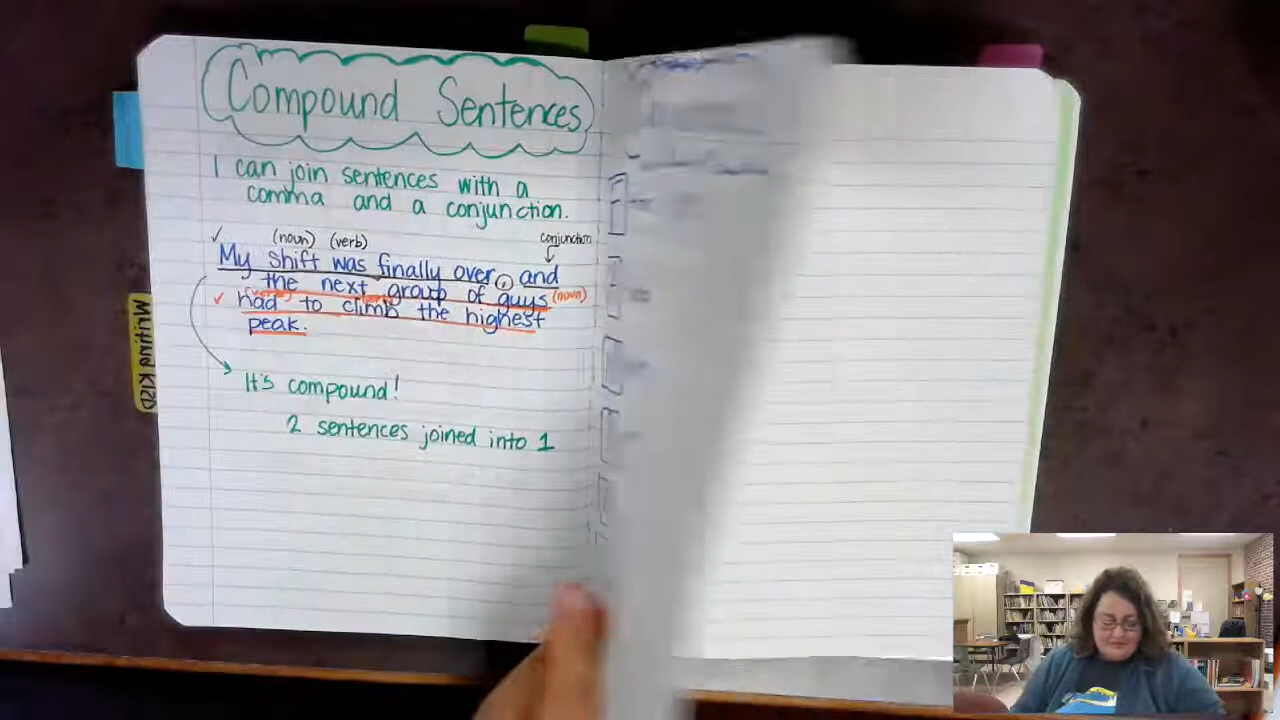 Compound Sentences
I can join sentences with a
comma and a conjunction.
(noun) (verb) conjunction
My shift was finally over, and
the next group of guys (noun)
had to climb the highest
peak.
It's compound!
2 sentences joined into 1